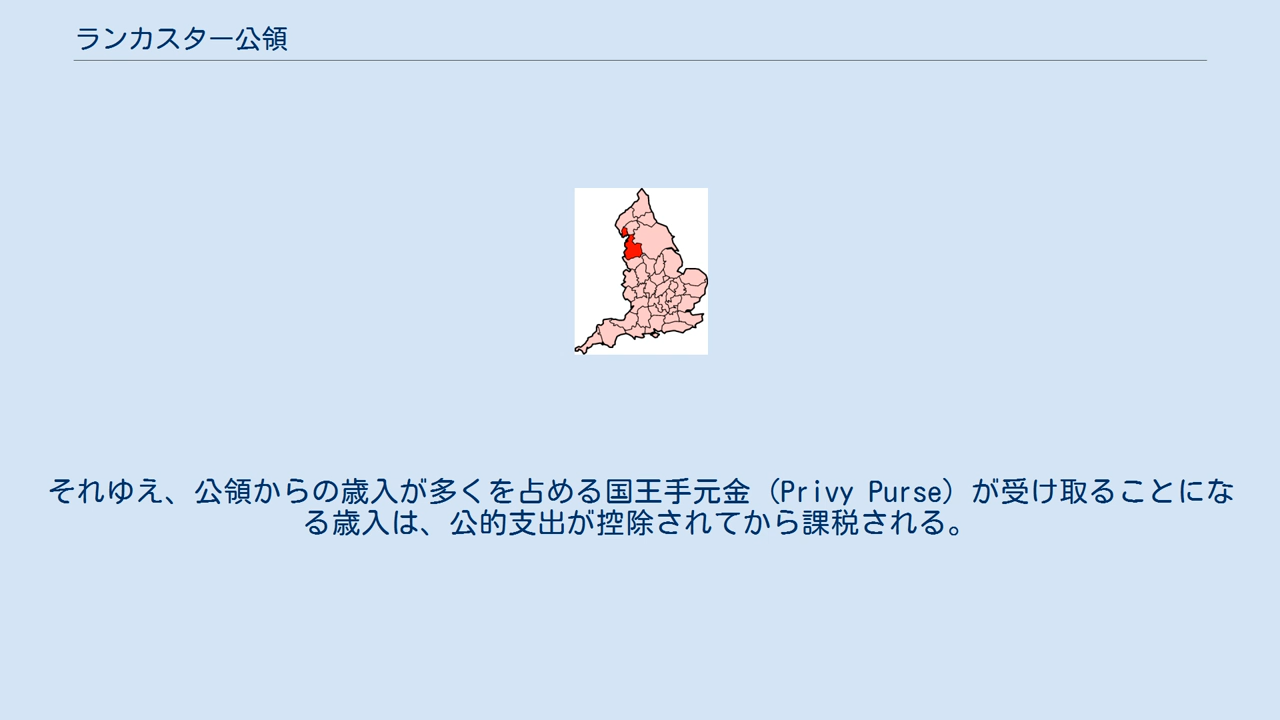 ランカスター公領
それゆえ、公領からの歳入が多くを占める国王手元金（Privy Purse）が受け取ることにな
る歳入は、公的支出が控除されてから課税される。